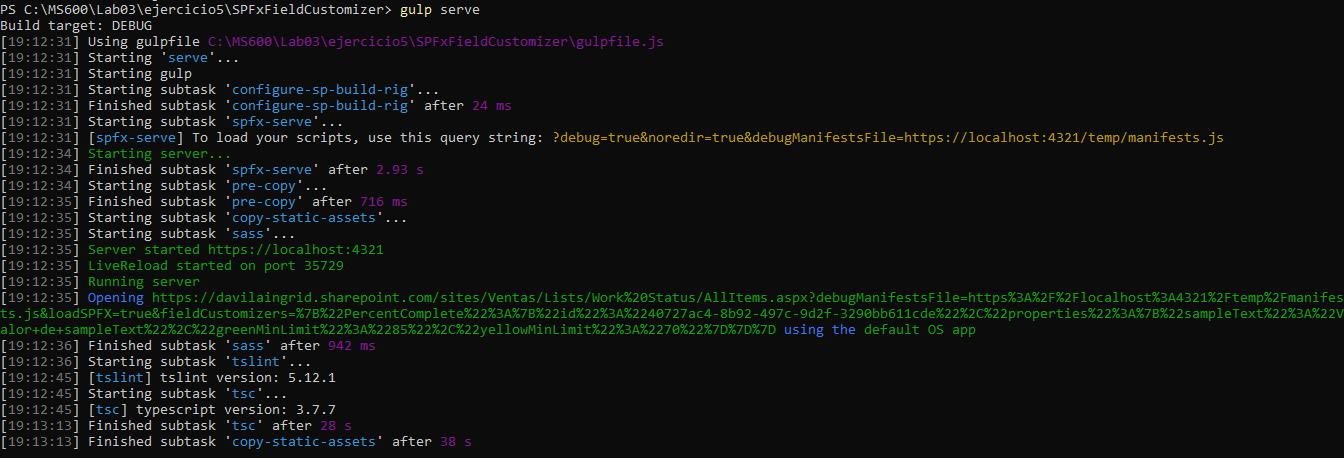 PS C:\MS600\Lab03\ejercicio5\SPFxFieldCustomizer> gulp serve
Build target: DEBUG
[19:12:31] Using gulpfile C:\MS600\Lab03\ejercicio5\SPFxFieldCustomizer\gulpfile.js
[19:12:31] Starting 'serve'...
[19:12:31] Starting gulp
[19:12:31] Starting subtask 'configure-sp-build-rig'...
[19:12:31] Finished subtask 'configure-sp-build-rig' after 24 ms
[19:12:31] Starting subtask 'spfx-serve'...
[19:12:31] [spfx-serve] To load your scripts, use this query string: ?debug=true&noredir=true&debugManifestsFile=https://localhost:4321/temp/manifests.js
[19:12:34] Starting server...
[19:12:34] Finished subtask 'spfx-serve' after 2.93 s
[19:12:34] Starting subtask 'pre-copy'...
[19:12:35] Finished subtask 'pre-copy' after 716 ms
[19:12:35] Starting subtask 'copy-static-assets'...
[19:12:35] Starting subtask 'sass'...
[19:12:35] Server started https://localhost:4321
[19:12:35] LiveReload started on port 35729
[19:12:35] Running server
[19:12:35] Opening https://davilaingrid.sharepoint.com/sites/Ventas/Lists/Work%20Status/AllItems.aspx?debugManifestsFile=https%3A%2F%2Flocalhost%3A4321%2Ftemp%2Fmanife
sts.js&loadSPFX=true&fieldCustomizers=%7B%22PercentComplete%22%3A%7B%22id%22%3A%2240727ac4-8b92-497c-9d2f-3290bb611cde%22%2C%22properties%22%3A%7B%22sampleText%22%3A%22V
alor+de+sampleText%22%2C%22greenMinLimit%22%3A%2285%22%2C%22yellowMinLimit%22%3A%2270%22%7D%7D%7D using the default OS app
[19:12:36] Finished subtask 'sass' after 942 ms
[19:12:36] Starting subtask 'tslint'...
[19:12:45] [tslint] tslint version: 5.12.1
[19:12:45] Starting subtask 'tsc'...
[19:12:45] [tsc] typescript version: 3.7.7
[19:13:13] Finished subtask 'tsc' after 28 s
[19:13:13] Finished subtask 'copy-static-assets' after 38 s